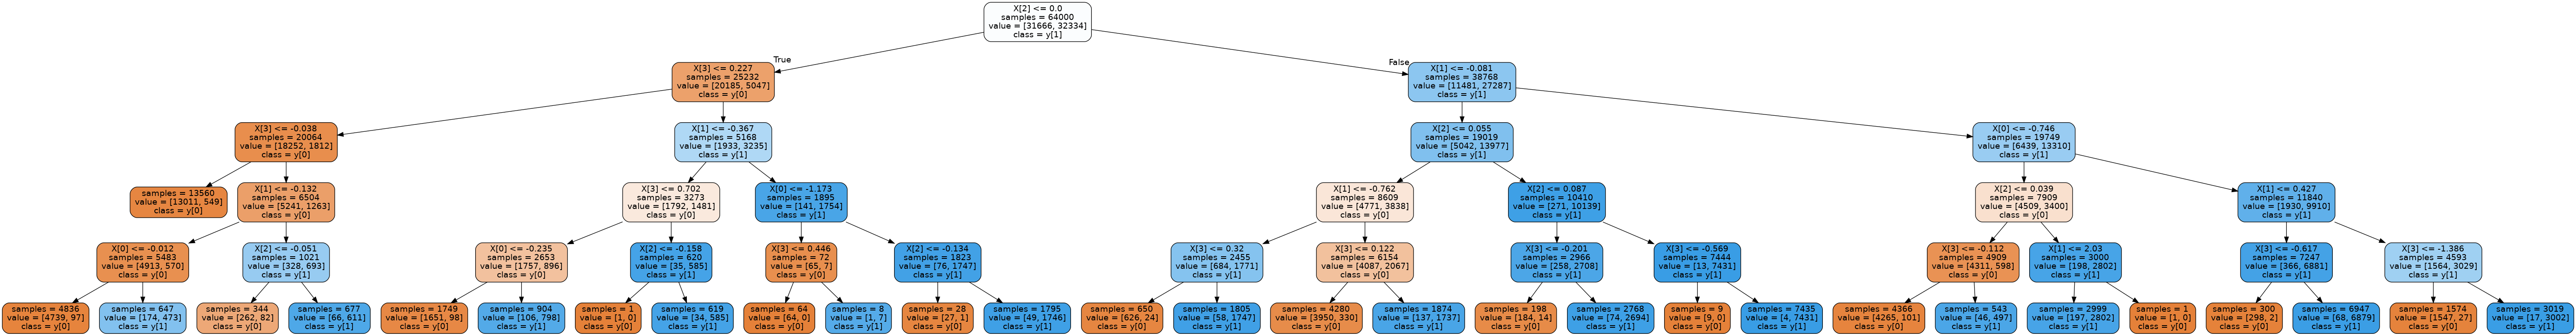 X[2] <= 0.0
samples = 64000
value = [31666, 32334]
class = y[1]
True
False
X[3] <= 0.227
samples = 25232
value = [20185, 5047]
class = y[0]
X[1] <= -0.081
samples = 38768
value = [11481, 27287]
class = y[1]
X[3] <= -0.038
samples = 20064
value = [18252, 1812]
class = y[0]
X[1] <= -0.367
samples = 5168
value = [1933, 3235]
class = y[1]
X[2] <= 0.055
samples = 19019
value = [5042, 13977]
class = y[1]
X[0] <= -0.746
samples = 19749
value = [6439, 13310]
class = y[1]
samples = 13560
value = [13011, 549]
class = y[0]
X[1] <= -0.132
samples = 6504
value = [5241, 1263]
class = y[0]
X[3] <= 0.702
samples = 3273
value = [1792, 1481]
class = y[0]
X[0] <= -1.173
samples = 1895
value = [141, 1754]
class = y[1]
X[1] <= -0.762
samples = 8609
value = [4771, 3838]
class = y[0]
X[2] <= 0.087
samples = 10410
value = [271, 10139]
class = y[1]
X[2] <= 0.039
samples = 7909
value = [4509, 3400]
class = y[0]
X[1] <= 0.427
samples = 11840
value = [1930, 9910]
class = y[1]
X[0] <= -0.012
samples = 5483
value = [4913, 570]
class = y[0]
X[2] <= -0.051
samples = 1021
value = [328, 693]
class = y[1]
X[0] <= -0.235
samples = 2653
value = [1757, 896]
class = y[0]
X[2] <= -0.158
samples = 620
value = [35, 585]
class = y[1]
X[3] <= 0.446
samples = 72
value = [65, 7]
class = y[0]
X[2] <= -0.134
samples = 1823
value = [76, 1747]
class = y[1]
X[3] <= 0.32
samples = 2455
value = [684, 1771]
class = y[1]
X[3] <= 0.122
samples = 6154
value = [4087, 2067]
class = y[0]
X[3] <= -0.201
samples = 2966
value = [258, 2708]
class = y[1]
X[3] <= -0.569
samples = 7444
value = [13, 7431]
class = y[1]
X[3] <= -0.112
samples = 4909
value = [4311, 598]
class = y[0]
X[1] <= 2.03
samples = 3000
value = [198, 2802]
class = y[1]
X[3] <= -0.617
samples = 7247
value = [366, 6881]
class = y[1]
X[3] <= -1.386
samples = 4593
value = [1564, 3029]
class = y[1]
samples = 4836
value = [4739, 97]
class = y[0]
samples = 647
value = [174, 473]
class = y[1]
samples = 344
value = [262, 82]
class = y[0]
samples = 677
value = [66, 611]
class = y[1]
samples = 1749
value = [1651, 98]
class = y[0]
samples = 904
value = [106, 798]
class = y[1]
samples = 1
value = [1, 0]
class = y[0]
samples = 619
value = [34, 585]
class = y[1]
samples = 64
value = [64, 0]
class = y[0]
samples = 8
value = [1, 7]
class = y[1]
samples = 28
value = [27, 1]
class = y[0]
samples = 1795
value = [49, 1746]
class = y[1]
samples = 650
value = [626, 24]
class = y[0]
samples = 1805
value = [58, 1747]
class = y[1]
samples = 4280
value = [3950, 330]
class = y[0]
samples = 1874
value = [137, 1737]
class = y[1]
samples = 198
value = [184, 14]
class = y[0]
samples = 2768
value = [74, 2694]
class = y[1]
samples = 9
value = [9, 0]
class = y[0]
samples = 7435
value = [4, 7431]
class = y[1]
samples = 4366
value = [4265, 101]
class = y[0]
samples = 543
value = [46, 497]
class = y[1]
samples = 2999
value = [197, 2802]
class = y[1]
samples = 1
value = [1, 0]
class = y[0]
samples = 300
value = [298, 2]
class = y[0]
samples = 6947
value = [68, 6879]
class = y[1]
samples = 1574
value = [1547, 27]
class = y[0]
samples = 3019
value = [17, 3002]
class = y[1]